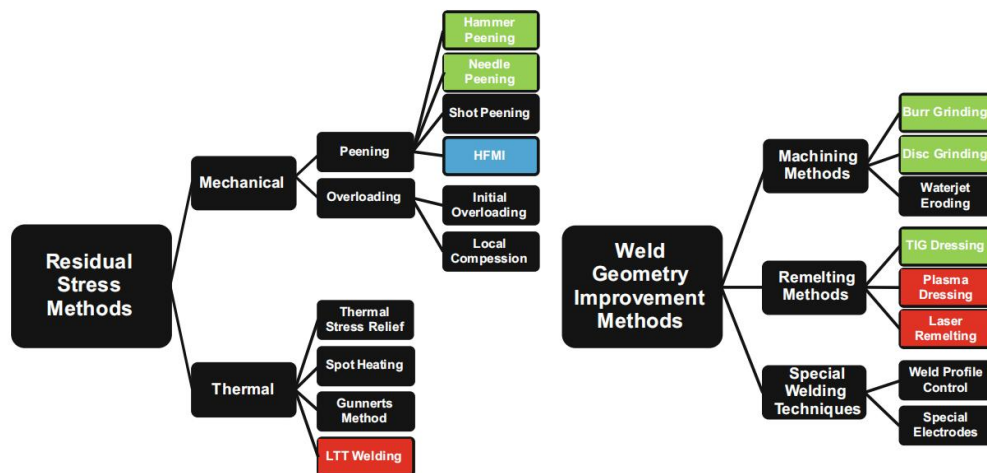 Residual
Stress
Methods
Mechanical
Peening
Hammer
Peening
Needle
Peening
Shot Peening
HFMI
Overloading
Initial
Overloading
Local
Compession
Thermal
Thermal
Stress Relief
Spot Heating
Gunnerts
Method
LTT Welding
Weld
Geometry
Improvement
Methods
Machining
Methods
Burr Grinding
Disc Grinding
Waterjet
Eroding
Remelting
Methods
TIG Dressing
Plasma
Dressing
Laser
Remelting
Special
Welding
Techniques
Weld Profile
Control
Special
Electrodes